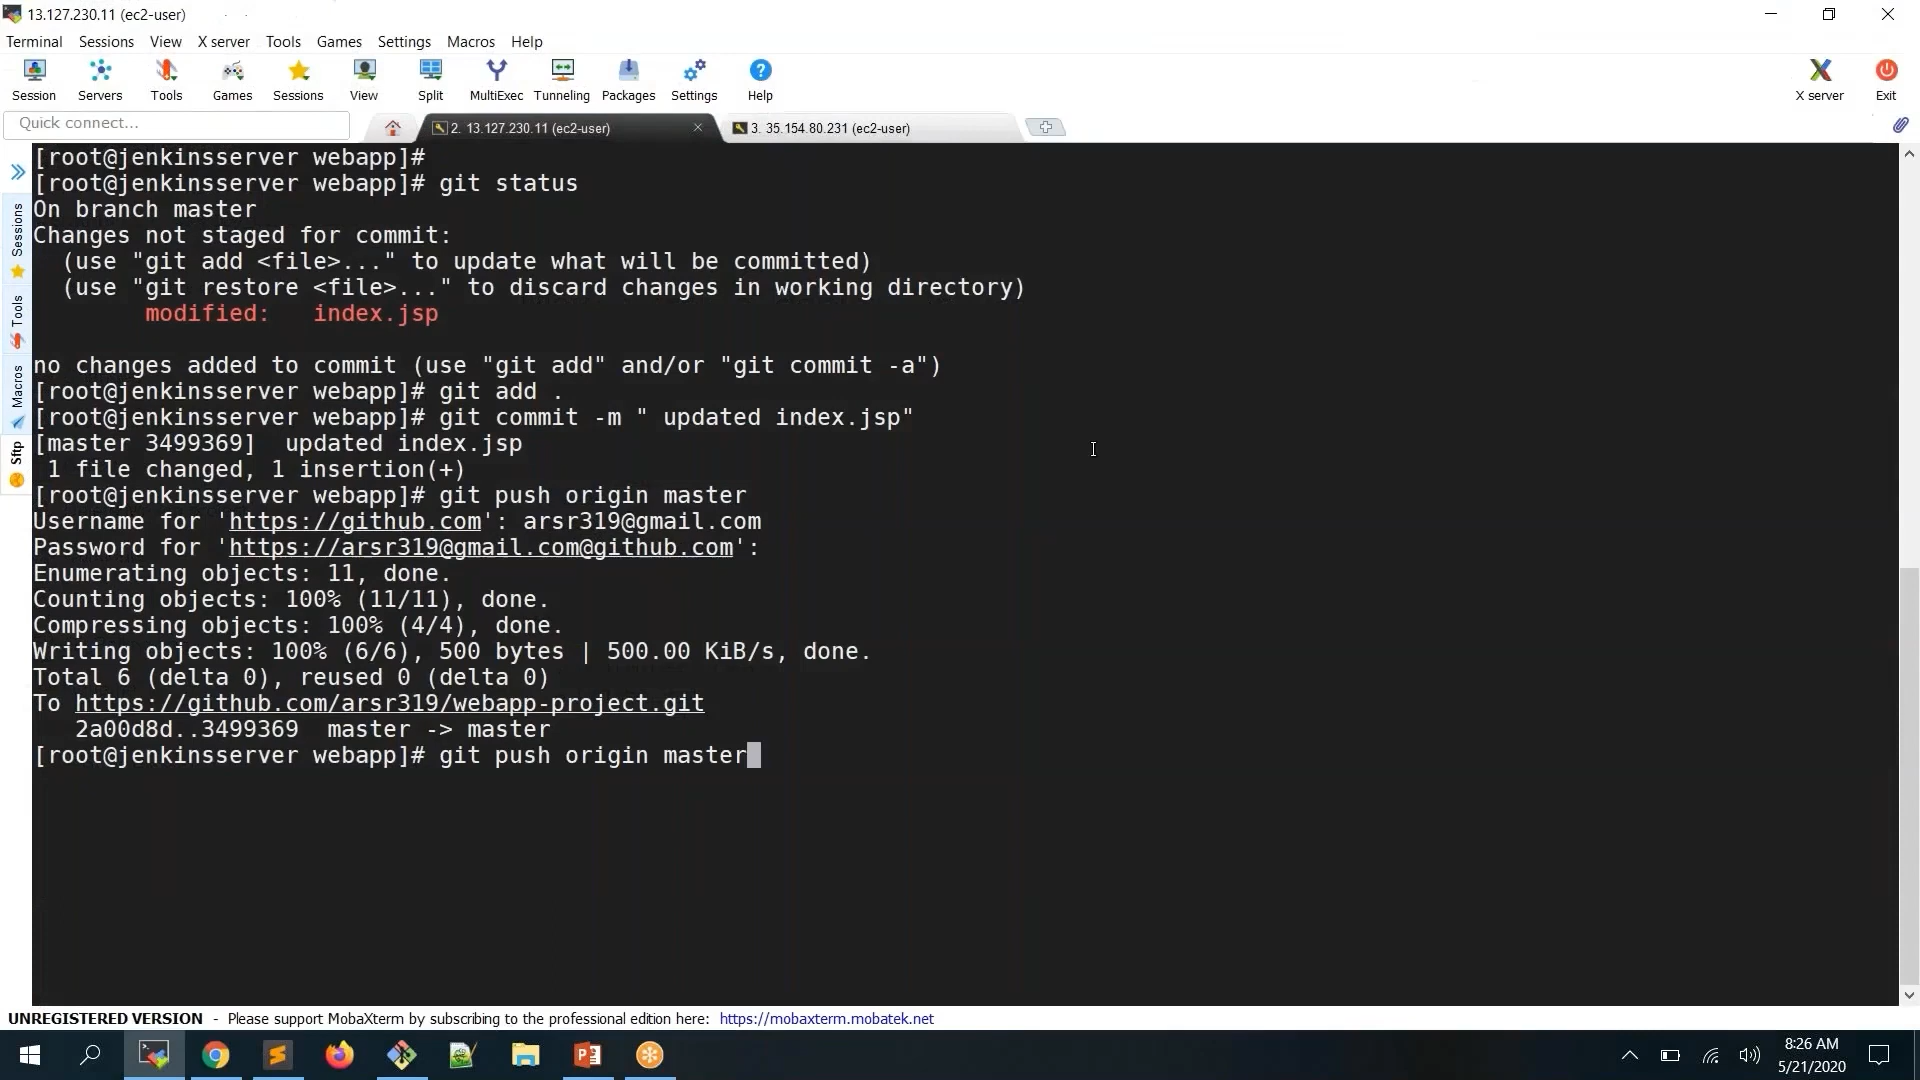 13.127.230.11 (ec2-user)
Terminal Sessions View X server Tools Games Settings Macros Help
Session Servers Tools Games Sessions View Split MultiExec Tunneling Packages Settings Help X server Exit
Quick connect...
2. 13.127.230.11 (ec2-user)
3. 35.154.80.231 (ec2-user)
Sessions
Tools
Macros
Sftp
[root@jenkinsserver webapp]#
[root@jenkinsserver webapp]# git status
On branch master
Changes not staged for commit:
  (use "git add <file>..." to update what will be committed)
  (use "git restore <file>..." to discard changes in working directory)
        modified:   index.jsp
no changes added to commit (use "git add" and/or "git commit -a")
[root@jenkinsserver webapp]# git add .
[root@jenkinsserver webapp]# git commit -m " updated index.jsp"
[master 3499369]  updated index.jsp
 1 file changed, 1 insertion(+)
[root@jenkinsserver webapp]# git push origin master
Username for 'https://github.com': arsr319@gmail.com
Password for 'https://arsr319@gmail.com@github.com':
Enumerating objects: 11, done.
Counting objects: 100% (11/11), done.
Compressing objects: 100% (4/4), done.
Writing objects: 100% (6/6), 500 bytes | 500.00 KiB/s, done.
Total 6 (delta 0), reused 0 (delta 0)
To https://github.com/arsr319/webapp-project.git
   2a00d8d..3499369  master -> master
[root@jenkinsserver webapp]# git push origin master
UNREGISTERED VERSION - Please support MobaXterm by subscribing to the professional edition here: https://mobaxterm.mobatek.net
8:26 AM
5/21/2020